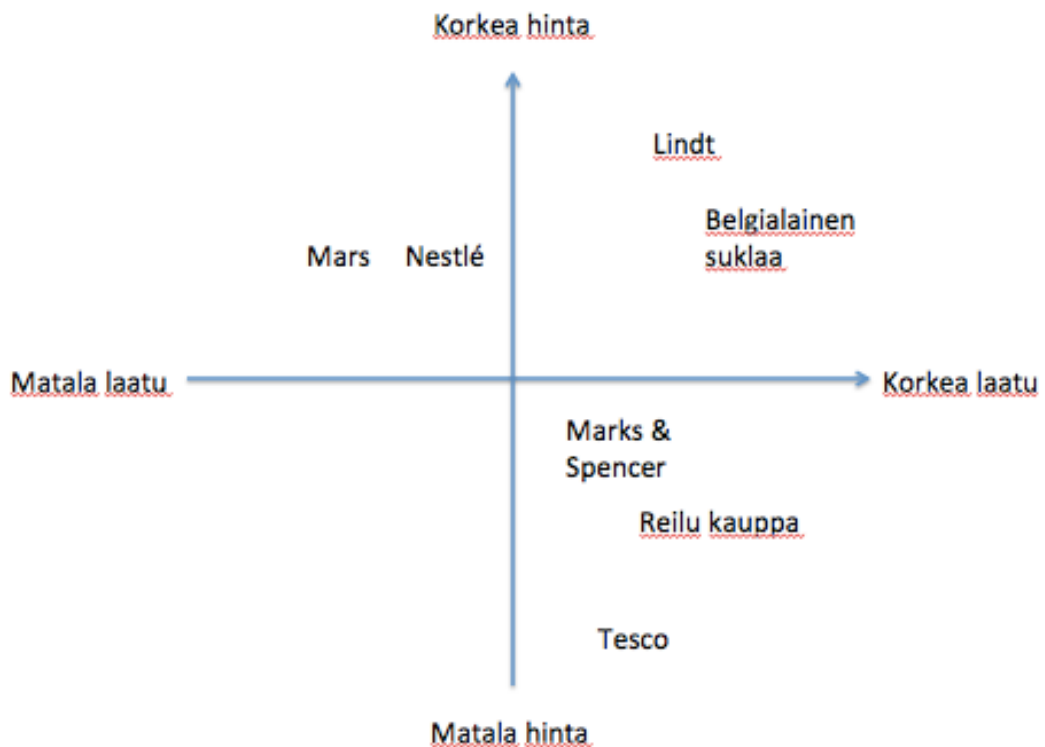 Korkea hinta
Lindt
Belgialainen
suklaa
Mars Nestlé
Matala laatu
Korkea laatu
Marks &
Spencer
Reilu kauppa
Tesco
Matala hinta